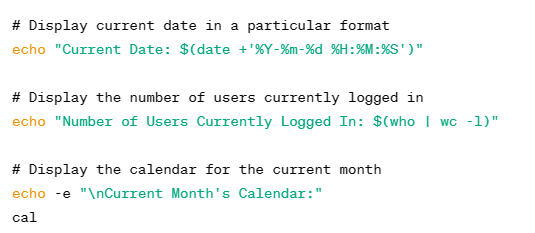 # Display current date in a particular format
echo "Current Date: $(date +'%Y-%m-%d %H:%M:%S')"
# Display the number of users currently logged in
echo "Number of Users Currently Logged In: $(who | wc -l)"
# Display the calendar for the current month
echo -e "\nCurrent Month's Calendar:"
cal